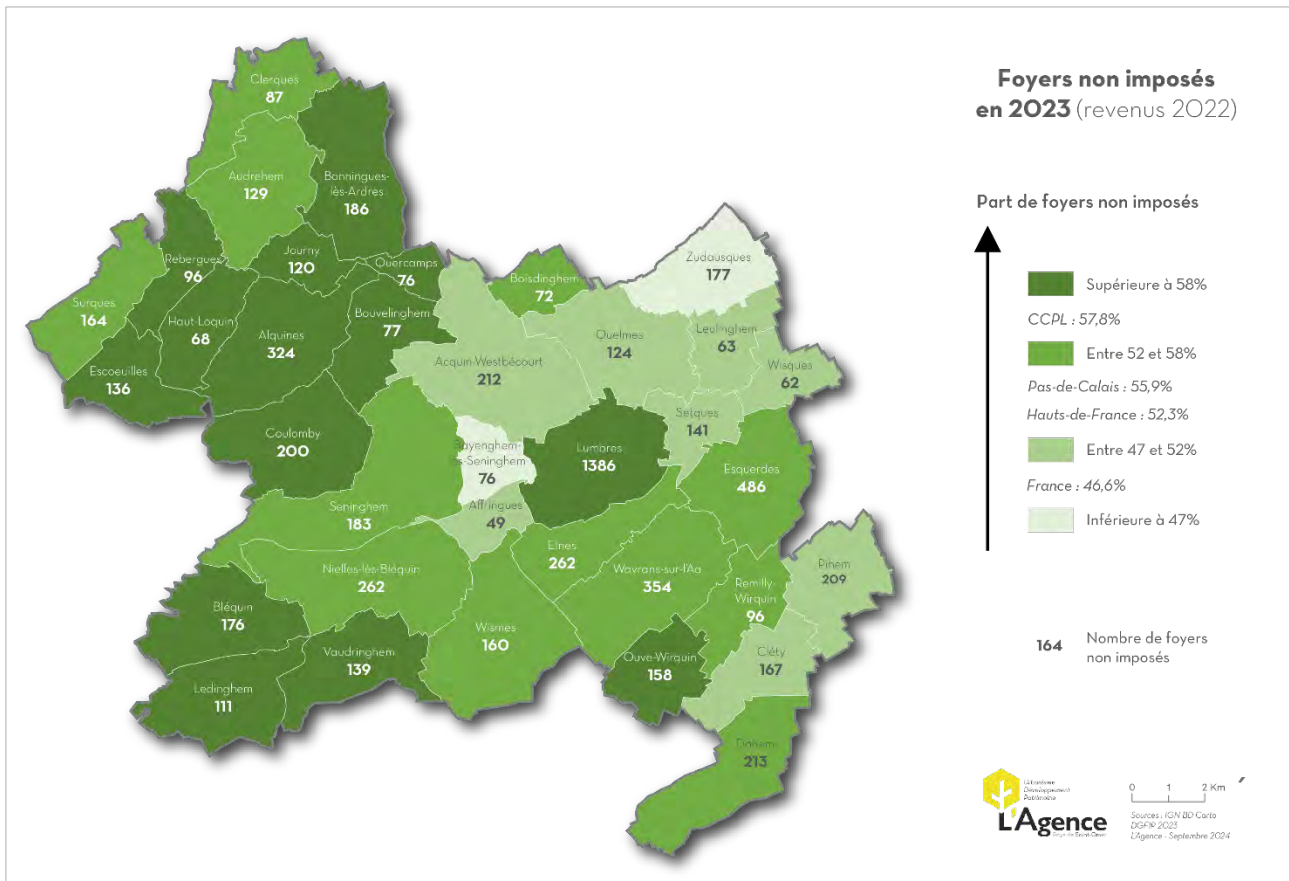 Foyers non imposés
en 2023 (revenus 2022)
Part de foyers non imposés
Supérieure à 58%
CCPL : 57,8%
Entre 52 et 58%
Pas-de-Calais : 55,9%
Hauts-de-France : 52,3%
Entre 47 et 52%
France : 46,6%
Inférieure à 47%
164 Nombre de foyers
non imposés
Clerques
87
Audrehem
129
Bonningues-
lès-Ardres
186
Rebergues
96
Journy
120
Quercamps
76
Surques
164
Haut-Loquin
68
Alquines
324
Bouvelinghem
77
Escoeuilles
136
Coulomby
200
Boisdinghem
72
Zudausques
177
Quelmes
124
Leulinghem
63
Wisques
62
Acquin-Westbécourt
212
Setques
141
Bayenghem-
lès-Seninghem
76
Lumbres
1386
Esquerdes
486
Seninghem
183
Affringues
49
Elnes
262
Nielles-lès-Bléquin
262
Wavrans-sur-l'Aa
354
Remilly-
Wirquin
96
Pihem
209
Bléquin
176
Wismes
160
Vaudringhem
139
Ouve-Wirquin
158
Cléty
167
Ledinghem
111
Dohem
213
Urbanisme
Développement
Patrimoine
L'Agence
Pays de Saint-Omer
0 1 2 Km
Sources : IGN BD Carto
DGFIP 2023
L'Agence - Septembre 2024